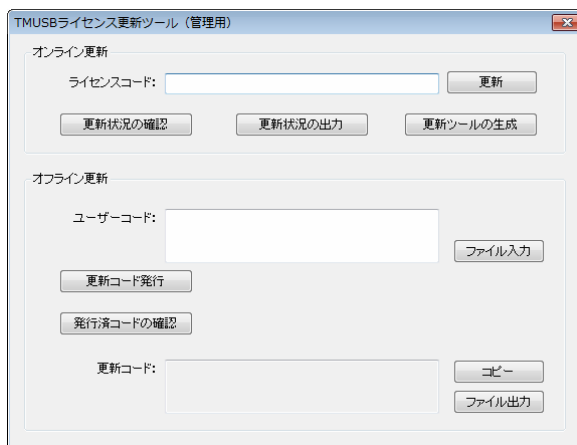 TMUSBライセンス更新ツール（管理用）
オンライン更新
ライセンスコード:
更新
更新状況の確認
更新状況の出力
更新ツールの生成
オフライン更新
ユーザーコード:
ファイル入力
更新コード発行
発行済コードの確認
更新コード:
コピー
ファイル出力